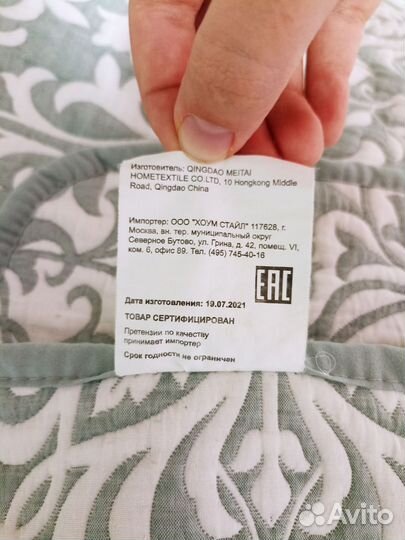 Изготовитель: QINGDAO MEITAI
HOMETEXTILE CO.LTD, 10 Hongkong Middle
Road, Qingdao China
Импортер: ООО "ХОУМ СТАЙЛ" 117628, г.
Москва, вн. тер. муниципальный округ
Северное Бутово, ул. Грина, д. 42, помещ. VI,
ком. 6, офис 89. Тел. (495) 745-40-16
EAC
Дата изготовления: 19.07.2021
ТОВАР СЕРТИФИЦИРОВАН
Претензии по качеству
принимает импортер
Срок годности не ограничен
Avito